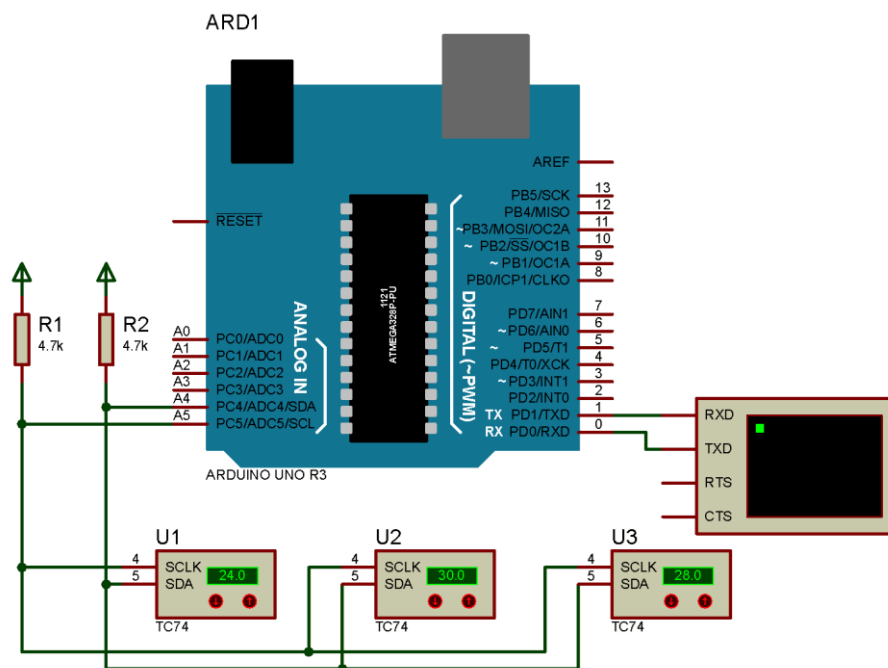 ARD1
AREF
PB5/SCK 13
PB4/MISO 12
~PB3/MOSI/OC2A 11
~ PB2/SS/OC1B 10
~ PB1/OC1A 9
PB0/ICP1/CLKO 8
RESET
1121
ATMEGA328P-PU
ANALOG IN
DIGITAL (~PWM)
PD7/AIN1 7
~ PD6/AIN0 6
~ PD5/T1 5
PD4/T0/XCK 4
~PD3/INT1 3
PD2/INT0 2
TX PD1/TXD 1
RX PD0/RXD 0
R1
4.7k
R2
4.7k
A0 PC0/ADC0
A1 PC1/ADC1
A2 PC2/ADC2
A3 PC3/ADC3
A4 PC4/ADC4/SDA
A5 PC5/ADC5/SCL
ARDUINO UNO R3
RXD
TXD
RTS
CTS
U1
4 SCLK
5 SDA
24.0
TC74
U2
4 SCLK
5 SDA
30.0
TC74
U3
4 SCLK
5 SDA
28.0
TC74